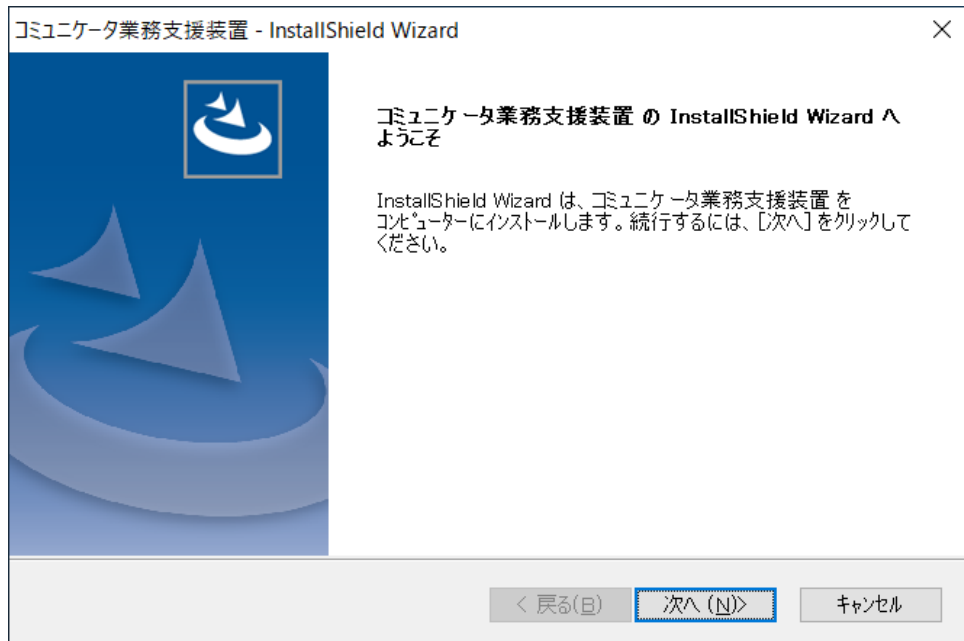 コミュニケータ業務支援装置 - InstallShield Wizard
コミュニケータ業務支援装置 の InstallShield Wizard へ
ようこそ
InstallShield Wizard は、コミュニケータ業務支援装置 を
コンピューターにインストールします。続行するには、[次へ] をクリックして
ください。
< 戻る(B)
次へ (N)>
キャンセル